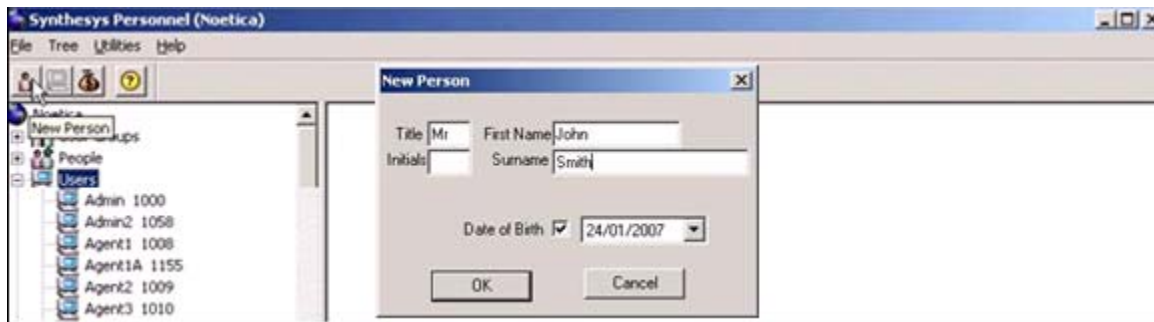 Synthesys Personnel (Noetica)
File Tree Utilities Help
New Person
People
Users
Admin 1000
Admin2 1058
Agent1 1008
Agent1A 1155
Agent2 1009
Agent3 1010
New Person
Title Mr First Name John
Initials Surname Smith
Date of Birth 24/01/2007
OK Cancel